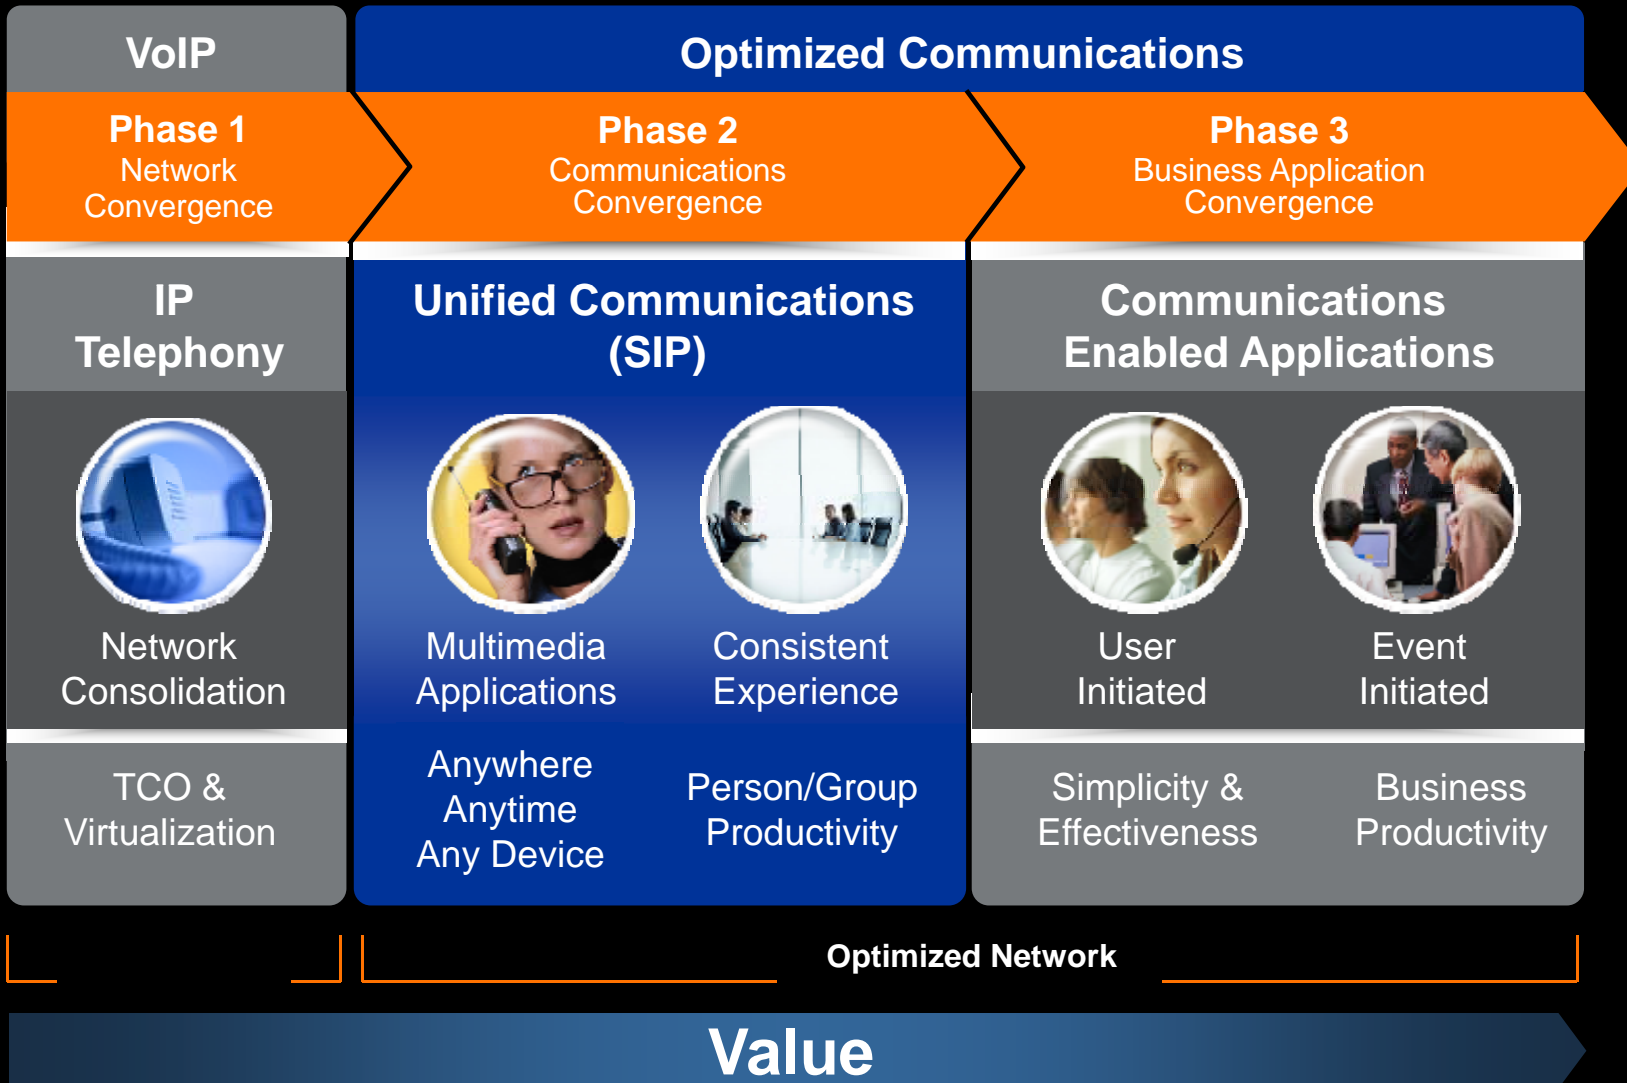 VoIP
Optimized Communications
Phase 1
Network
Convergence
Phase 2
Communications
Convergence
Phase 3
Business Application
Convergence
IP
Telephony
Unified Communications
(SIP)
Communications
Enabled Applications
Network
Consolidation
Multimedia
Applications
Consistent
Experience
User
Initiated
Event
Initiated
TCO &
Virtualization
Anywhere
Anytime
Any Device
Person/Group
Productivity
Simplicity &
Effectiveness
Business
Productivity
Optimized Network
Value